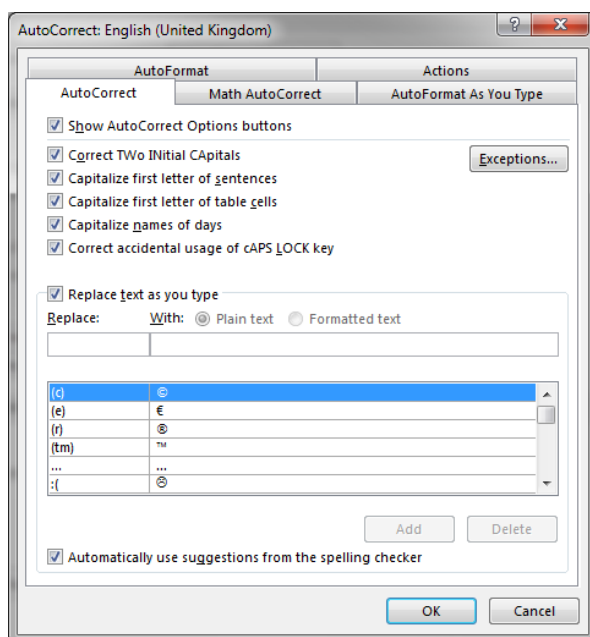 AutoCorrect: English (United Kingdom)
AutoFormat Actions
AutoCorrect Math AutoCorrect AutoFormat As You Type
Show AutoCorrect Options buttons
Correct TWo INitial CApitals Exceptions...
Capitalize first letter of sentences
Capitalize first letter of table cells
Capitalize names of days
Correct accidental usage of cAPS LOCK key
Replace text as you type
Replace: With: Plain text Formatted text
(c) ©
(e) €
(r) ®
(tm) ™
... ...
:( ☹
Add Delete
Automatically use suggestions from the spelling checker
OK Cancel